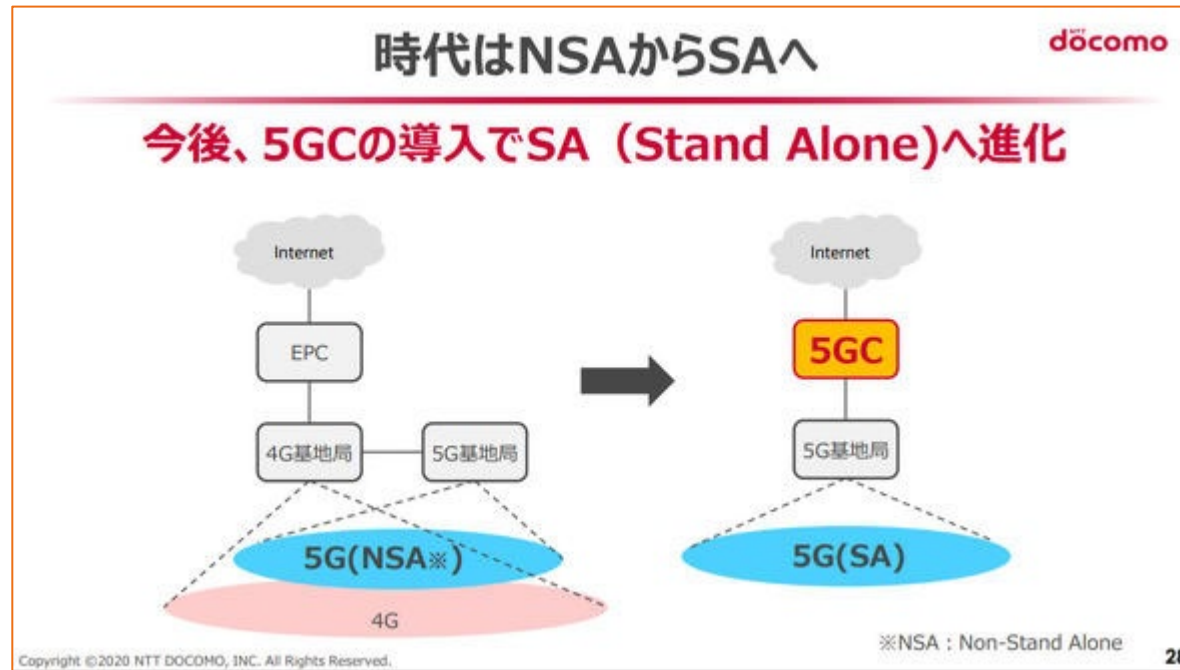 時代はNSAからSAへ
NTT
döcomo
今後、5GCの導入でSA（Stand Alone)へ進化
Internet
EPC
4G基地局
5G基地局
5G(NSA※)
4G
Internet
5GC
5G基地局
5G(SA)
※NSA : Non-Stand Alone
Copyright ©2020 NTT DOCOMO, INC. All Rights Reserved.
28